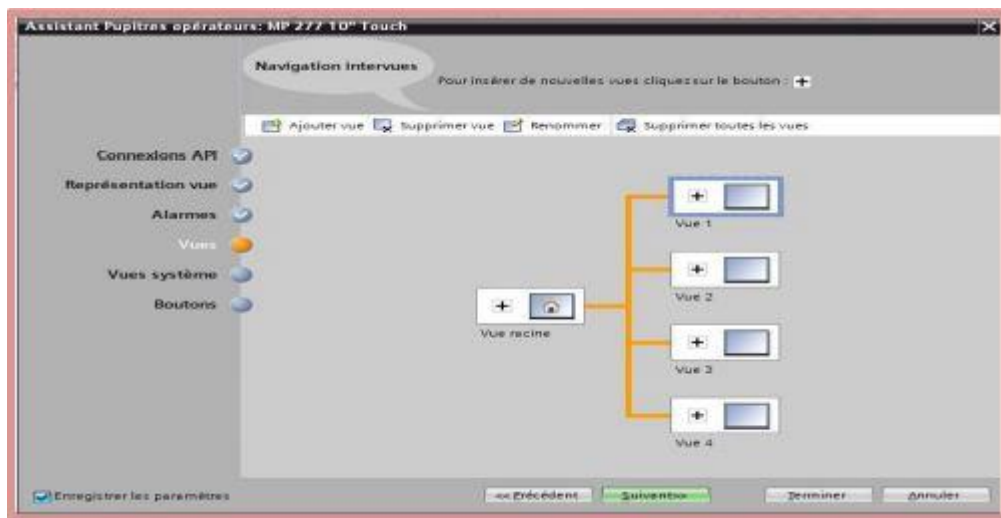 Assistant Pupitres opérateurs: MP 277 10" Touch
Navigation intervues
Pour insérer de nouvelles vues cliquez sur le bouton :
Ajouter vue Supprimer vue Renommer Supprimer toutes les vues
Connexions API
Représentation vue
Alarmes
Vues
Vues système
Boutons
Vue racine
Vue 1
Vue 2
Vue 3
Vue 4
Enregistrer les paramètres
<< Précédent Suivant>> Terminer Annuler